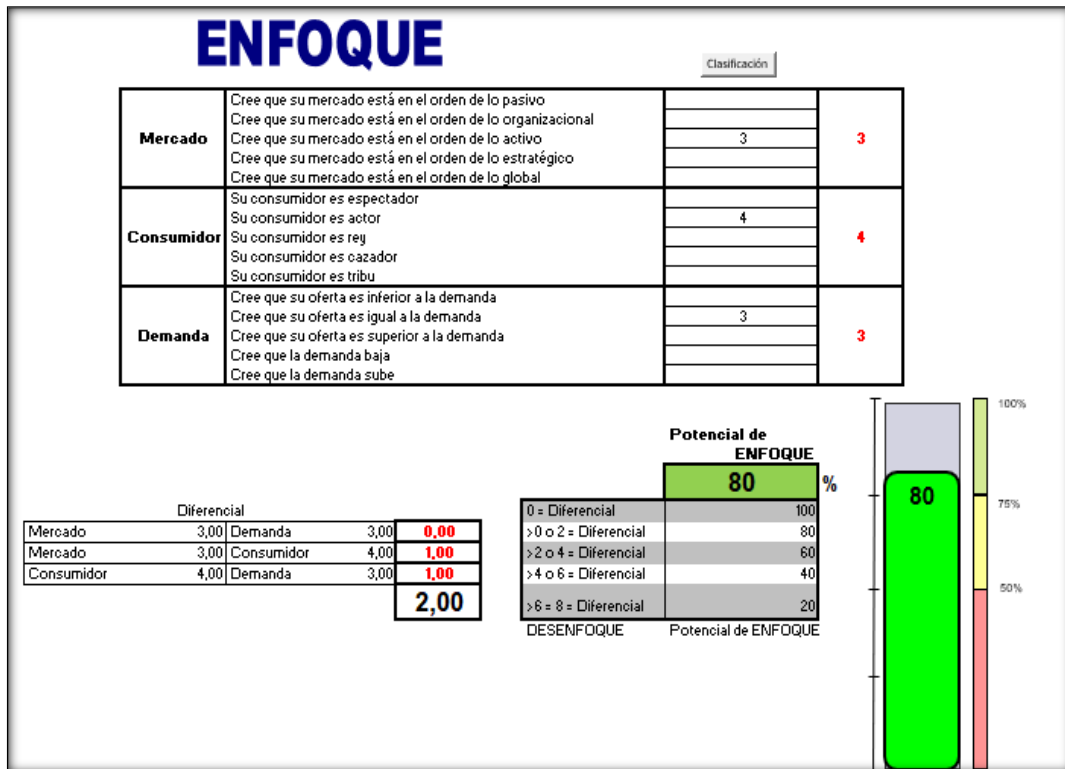 ENFOQUE
Clasificación
Mercado
Cree que su mercado está en el orden de lo pasivo
Cree que su mercado está en el orden de lo organizacional
Cree que su mercado está en el orden de lo activo 3 3
Cree que su mercado está en el orden de lo estratégico
Cree que su mercado está en el orden de lo global
Consumidor
Su consumidor es espectador
Su consumidor es actor 4
Su consumidor es rey 4
Su consumidor es cazador
Su consumidor es tribu
Demanda
Cree que su oferta es inferior a la demanda
Cree que su oferta es igual a la demanda 3
Cree que su oferta es superior a la demanda 3
Cree que la demanda baja
Cree que la demanda sube
Potencial de
ENFOQUE
80 %
Diferencial
Mercado 3,00 Demanda 3,00 0,00
Mercado 3,00 Consumidor 4,00 1,00
Consumidor 4,00 Demanda 3,00 1,00
2,00
0 = Diferencial 100
>0 o 2 = Diferencial 80
>2 o 4 = Diferencial 60
>4 o 6 = Diferencial 40
>6 = 8 = Diferencial 20
DESENFOQUE Potencial de ENFOQUE
80
100%
75%
50%